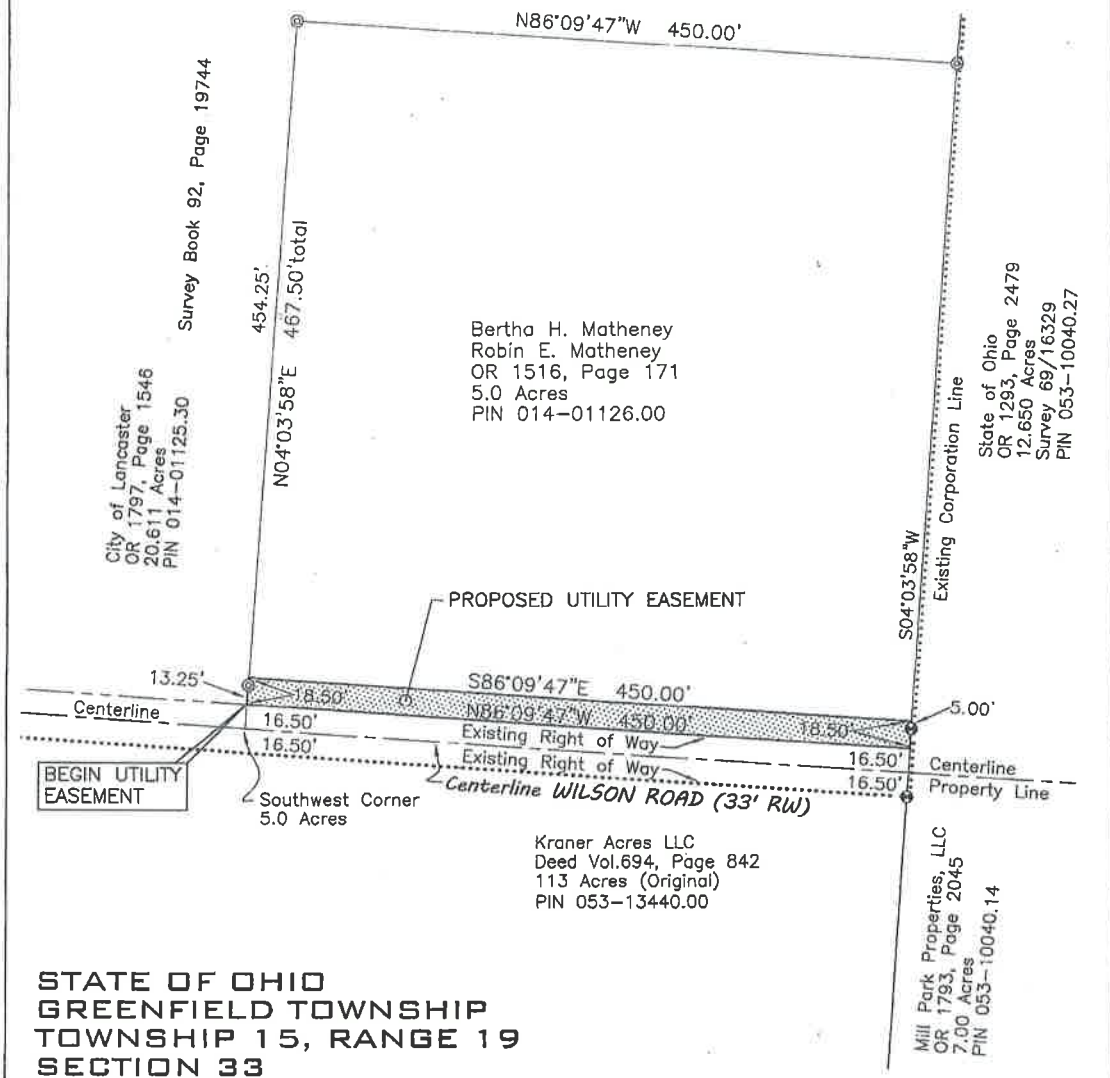 N86°09'47"W 450.00'
Survey Book 92, Page 19744
454.25'
N04°03'58"E 467.50'total
City of Lancaster
OR 1797, Page 1546
20.611 Acres
PIN 014-01125.30
Bertha H. Matheney
Robin E. Matheney
OR 1516, Page 171
5.0 Acres
PIN 014-01126.00
State of Ohio
OR 1293, Page 2479
12.650 Acres
Survey 69/16329
PIN 053-10040.27
Existing Corporation Line
S04°03'58"W
PROPOSED UTILITY EASEMENT
13.25'
S86°09'47"E 450.00'
5.00'
18.50'
N86°09'47"W 450.00'
18.50'
Centerline
16.50'
Existing Right of Way
16.50'
Centerline
16.50'
Existing Right of Way
16.50'
Property Line
BEGIN UTILITY
EASEMENT
Centerline WILSON ROAD (33' RW)
Southwest Corner
5.0 Acres
Kraner Acres LLC
Deed Vol.694, Page 842
113 Acres (Original)
PIN 053-13440.00
Mill Park Properties, LLC
OR 1793, Page 2045
7.00 Acres
PIN 053-10040.14
STATE OF OHIO
GREENFIELD TOWNSHIP
TOWNSHIP 15, RANGE 19
SECTION 33